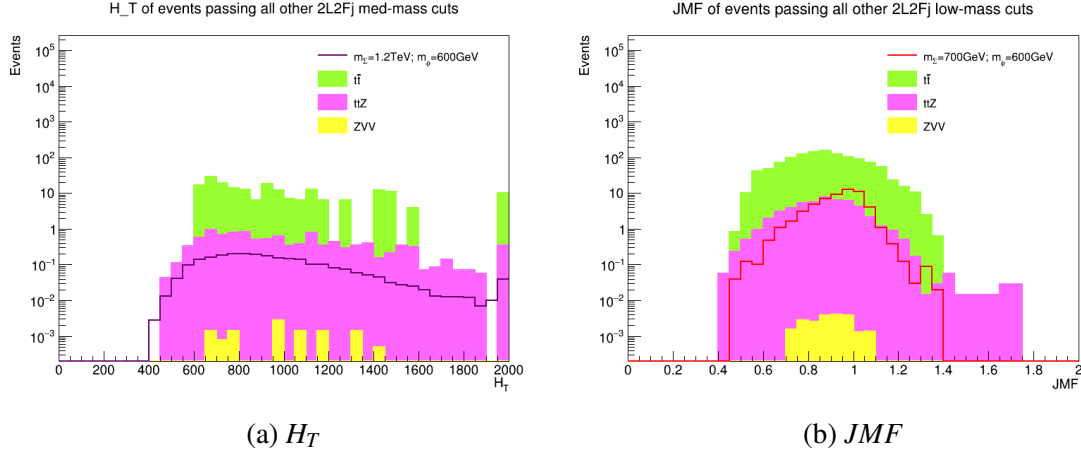 H_T of events passing all other 2L2Fj med-mass cuts
Events
10⁵
10⁴
10³
10²
10
1
10⁻¹
10⁻²
10⁻³
m_Σ=1.2TeV; m_ϕ=600GeV
tt̄
ttZ
ZVV
0 200 400 600 800 1000 1200 1400 1600 1800 2000
H_T
(a) H_T
JMF of events passing all other 2L2Fj low-mass cuts
Events
10⁵
10⁴
10³
10²
10
1
10⁻¹
10⁻²
10⁻³
m_Σ=700GeV; m_ϕ=600GeV
tt̄
ttZ
ZVV
0 0.2 0.4 0.6 0.8 1 1.2 1.4 1.6 1.8 2
JMF
(b) JMF